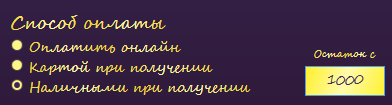 Способ оплаты
Оплатить онлайн
Картой при получении
Наличными при получении
Остаток с
1000